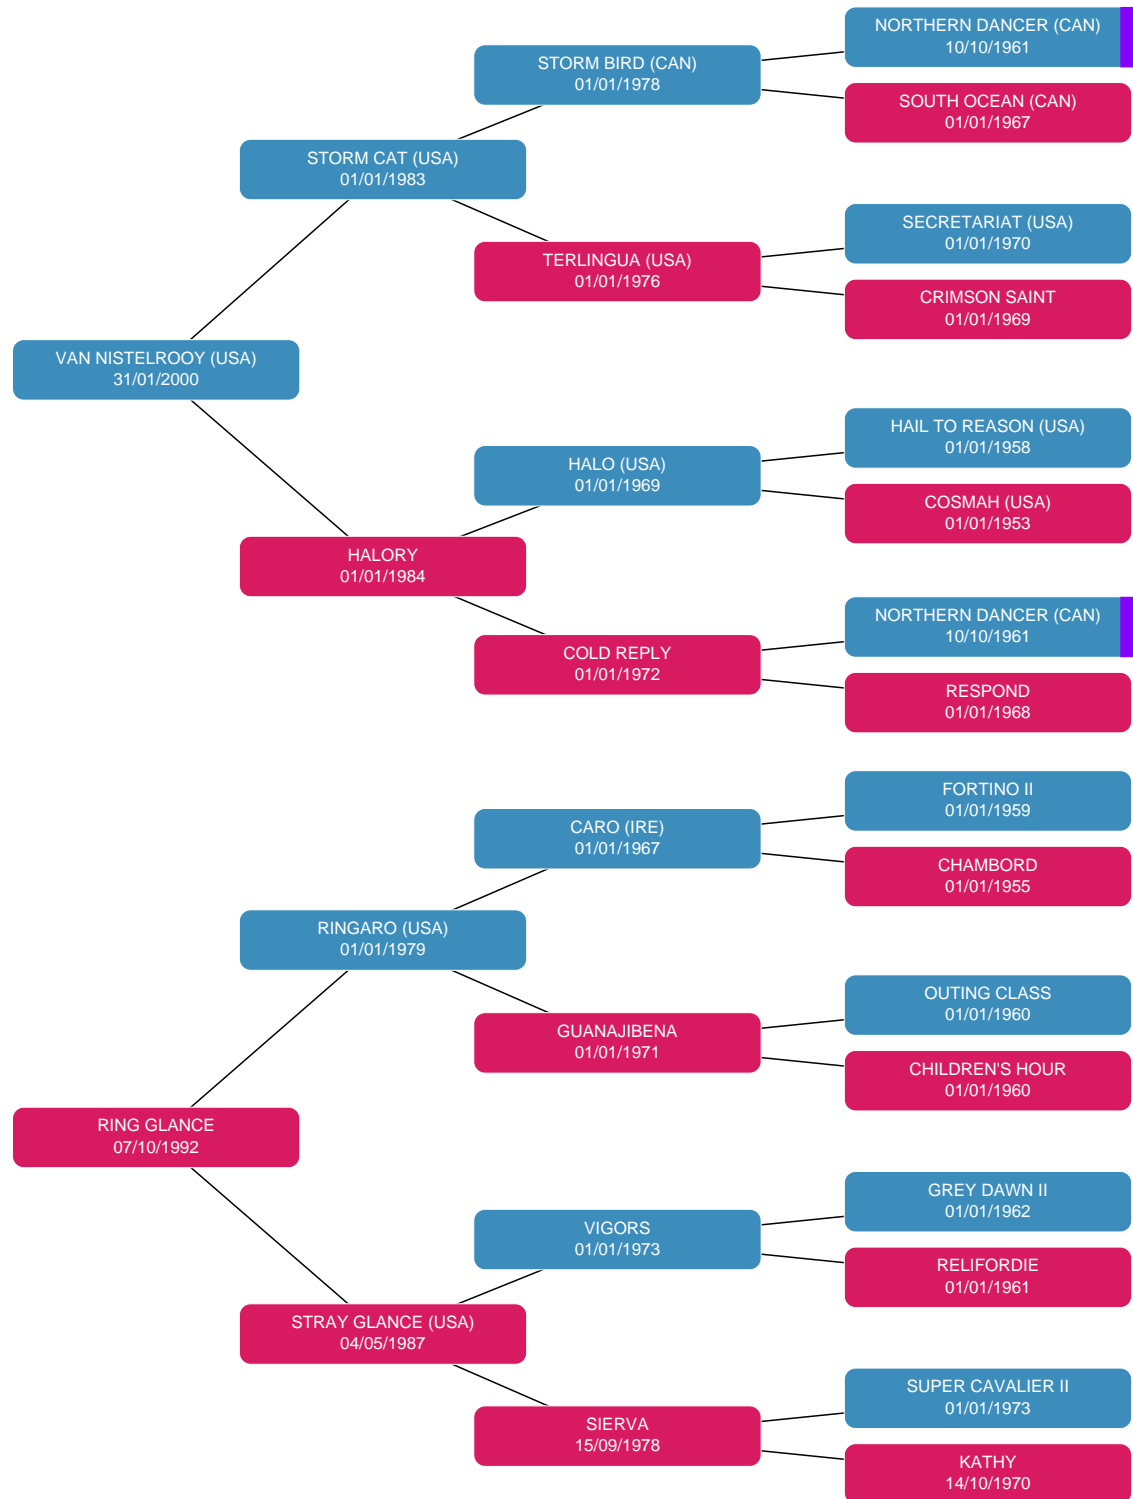 NORTHERN DANCER (CAN)
10/10/1961
STORM BIRD (CAN)
01/01/1978
SOUTH OCEAN (CAN)
01/01/1967
STORM CAT (USA)
01/01/1983
SECRETARIAT (USA)
01/01/1970
TERLINGUA (USA)
01/01/1976
CRIMSON SAINT
01/01/1969
VAN NISTELROOY (USA)
31/01/2000
HAIL TO REASON (USA)
01/01/1958
HALO (USA)
01/01/1969
COSMAH (USA)
01/01/1953
HALORY
01/01/1984
NORTHERN DANCER (CAN)
10/10/1961
COLD REPLY
01/01/1972
RESPOND
01/01/1968
FORTINO II
01/01/1959
CARO (IRE)
01/01/1967
CHAMBORD
01/01/1955
RINGARO (USA)
01/01/1979
OUTING CLASS
01/01/1960
GUANAJIBENA
01/01/1971
CHILDREN'S HOUR
01/01/1960
RING GLANCE
07/10/1992
GREY DAWN II
01/01/1962
VIGORS
01/01/1973
RELIFORDIE
01/01/1961
STRAY GLANCE (USA)
04/05/1987
SUPER CAVALIER II
01/01/1973
SIERVA
15/09/1978
KATHY
14/10/1970